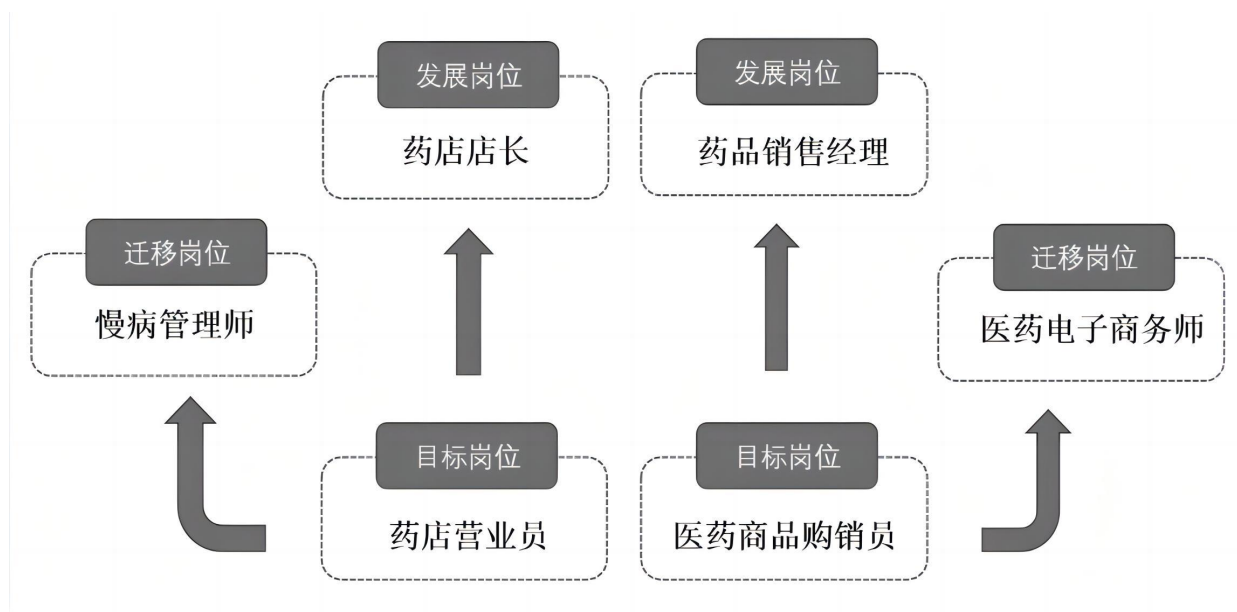 发展岗位
药店店长
发展岗位
药品销售经理
迁移岗位
慢病管理师
迁移岗位
医药电子商务师
目标岗位
药店营业员
目标岗位
医药商品购销员